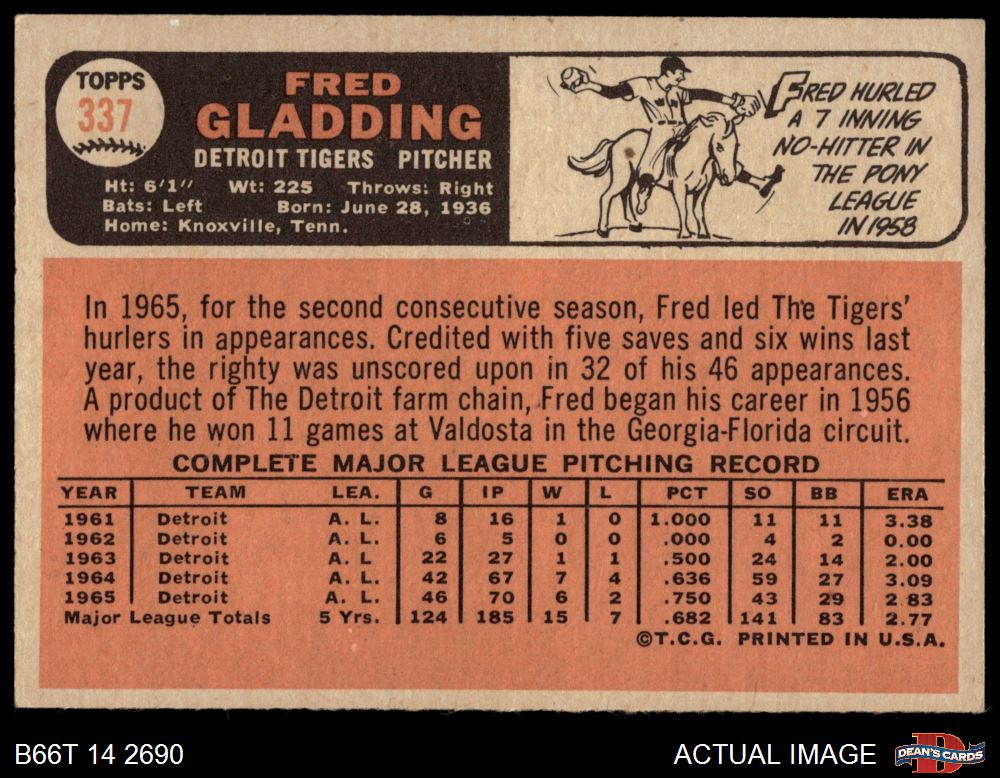 TOPPS
337
FRED
GLADDING
DETROIT TIGERS PITCHER
Ht: 6'1" Wt: 225 Throws: Right
Bats: Left Born: June 28, 1936
Home: Knoxville, Tenn.
FRED HURLED
A 7 INNING
NO-HITTER IN
THE PONY
LEAGUE
IN 1958
In 1965, for the second consecutive season, Fred led The Tigers'
hurlers in appearances. Credited with five saves and six wins last
year, the righty was unscored upon in 32 of his 46 appearances.
A product of The Detroit farm chain, Fred began his career in 1956
where he won 11 games at Valdosta in the Georgia-Florida circuit.
COMPLETE MAJOR LEAGUE PITCHING RECORD
YEAR TEAM LEA. G IP W L PCT SO BB ERA
1961 Detroit A. L. 8 16 1 0 1.000 11 11 3.38
1962 Detroit A. L. 6 5 0 0 .000 4 2 0.00
1963 Detroit A. L 22 27 1 1 .500 24 14 2.00
1964 Detroit A. L 42 67 7 4 .636 59 27 3.09
1965 Detroit A. L. 46 70 6 2 .750 43 29 2.83
Major League Totals 5 Yrs. 124 185 15 7 .682 141 83 2.77
©T.C.G. PRINTED IN U.S.A.
B66T 14 2690
ACTUAL IMAGE
DEAN'S CARDS